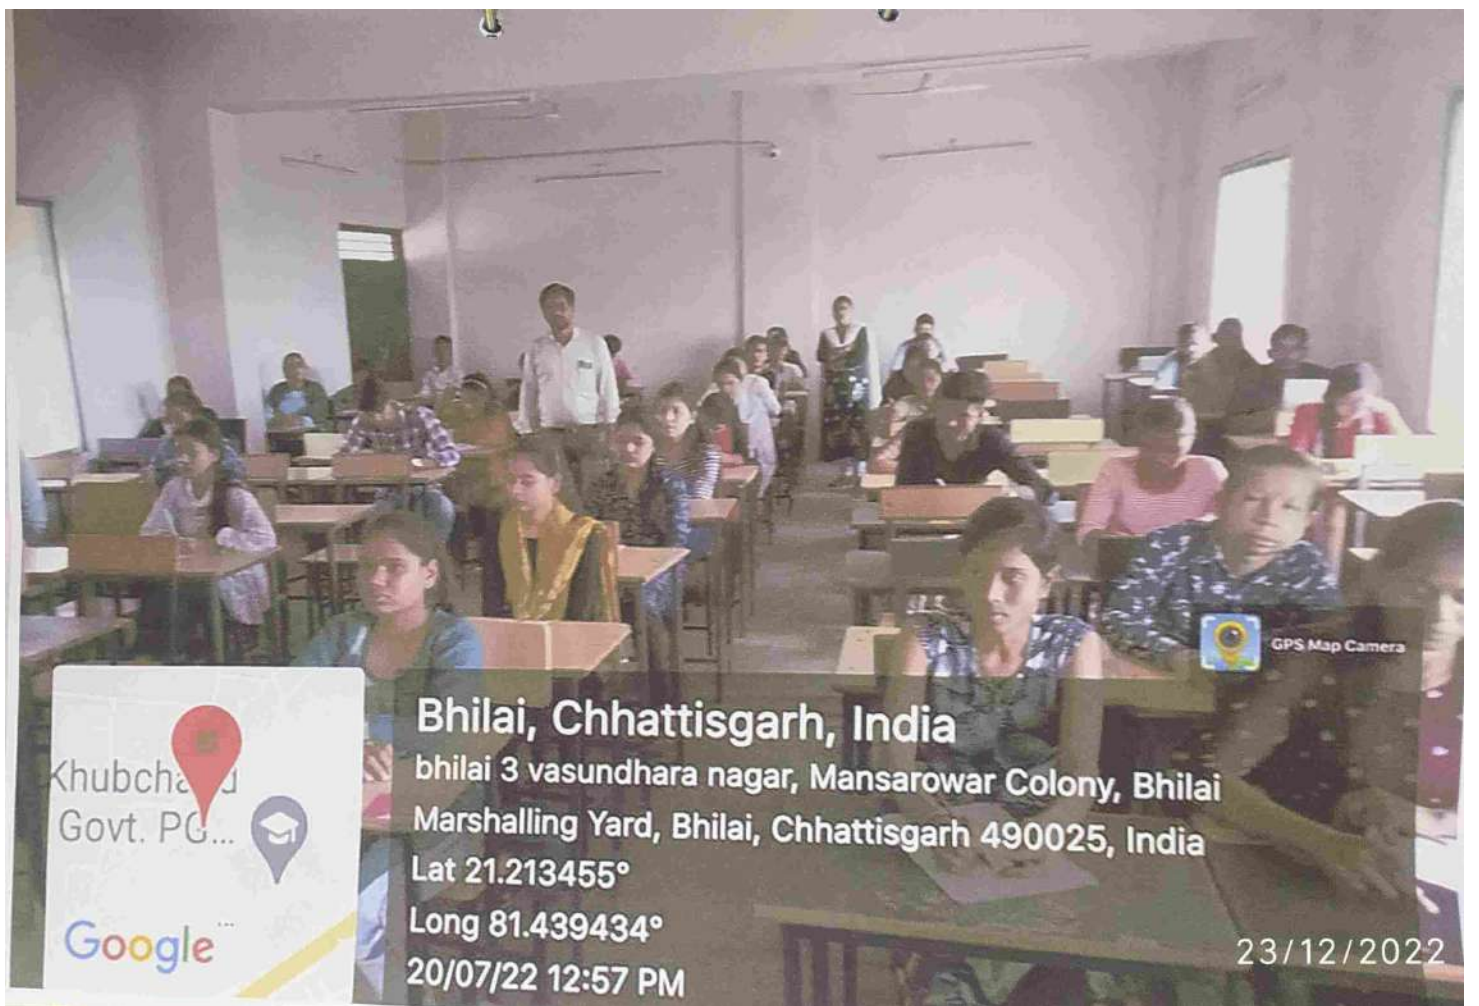 GPS Map Camera
Bhilai, Chhattisgarh, India
bhilai 3 vasundhara nagar, Mansarowar Colony, Bhilai
Marshalling Yard, Bhilai, Chhattisgarh 490025, India
Lat 21.213455°
Long 81.439434°
20/07/22 12:57 PM
Govt. PG...
Google
23/12/2022